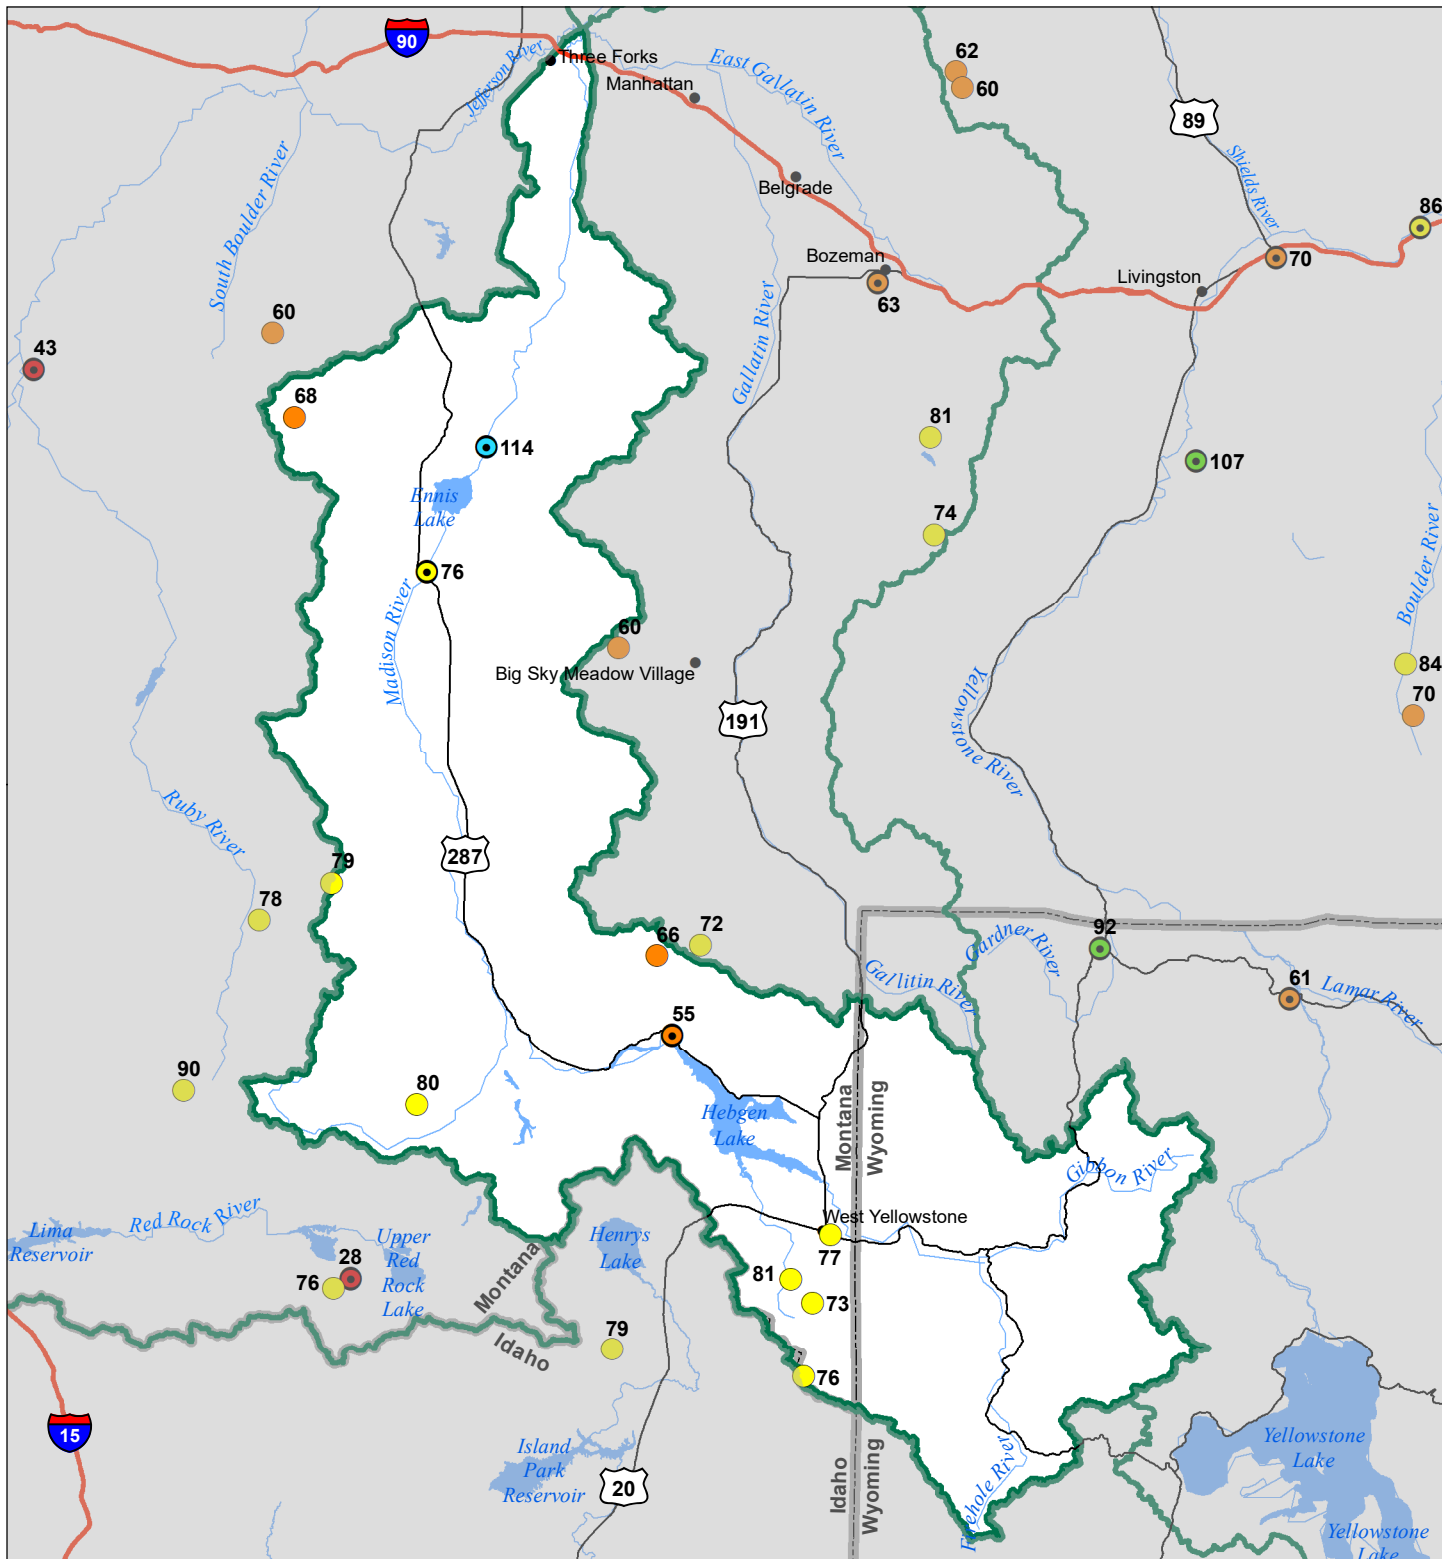 90
Jefferson River
Three Forks
Manhattan
East Gallatin River
62
60
89
Shields River
Belgrade
South Boulder River
86
70
Bozeman
63
Livingston
Gallatin River
60
43
68
81
114
107
Ennis
Lake
74
Boulder River
76
Madison River
60
Big Sky Meadow Village
84
70
191
Yellowstone River
Ruby River
287
79
78
72
66
92
Gardner River
Gallitin River
61
Lamar River
55
90
80
Hebgen
Lake
Montana
Wyoming
Gibbon River
Red Rock River
Lima
Reservoir
Upper
Red
Rock
Lake
Henrys
Lake
West Yellowstone
77
28
76
81
73
Montana
Idaho
79
76
15
Island
Park
Reservoir
20
Idaho
Wyoming
Firehole River
Yellowstone
Lake
Yellowstone
Lake